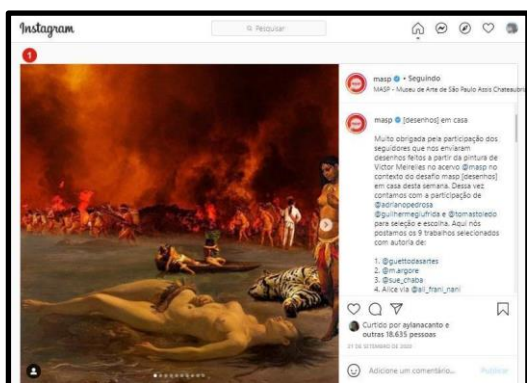 Instagram
Pesquisar
1
masp • Seguindo
MASP - Museu de Arte de São Paulo Assis Chateaubri
masp [desenhos] em casa
Muito obrigada pela participação dos
seguidores que nos enviaram
desenhos feitos a partir da pintura de
Victor Meirelles no acervo @masp no
contexto do desafio masp [desenhos]
em casa desta semana. Dessa vez
contamos com a participação de
@adrianopedrosa
@guilhermegiufrida e @tomastoledo
para seleção e escolha. Aqui nós
postamos os 9 trabalhos selecionados
com autoria de:
1. @guettodasartes
2. @m.argore
3. @sue_chaba
4. Alice via @ali_frani_nani
Curtido por aylanacanto e
outras 18.635 pessoas
27 DE SETEMBRO DE 2020
Adicione um comentário...
Publicar